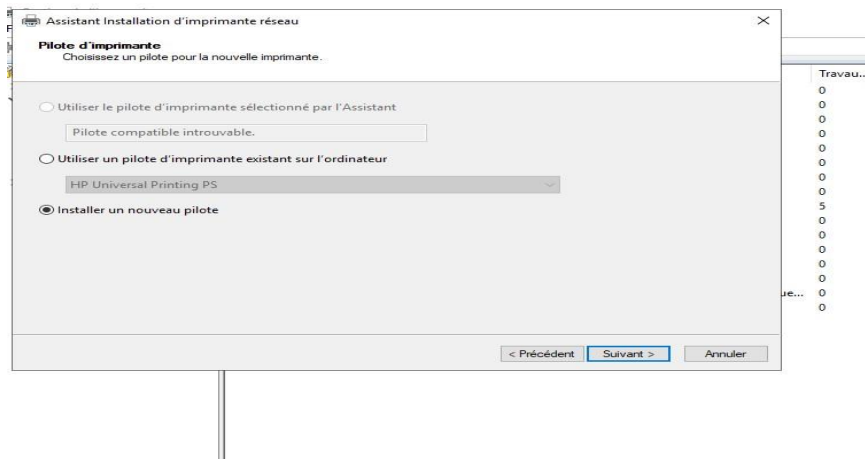 Assistant Installation d'imprimante réseau
Pilote d'imprimante
Choisissez un pilote pour la nouvelle imprimante.
Utiliser le pilote d'imprimante sélectionné par l'Assistant
Pilote compatible introuvable.
Utiliser un pilote d'imprimante existant sur l'ordinateur
HP Universal Printing PS
Installer un nouveau pilote
< Précédent
Suivant >
Annuler
Travau...
0
0
0
0
0
0
0
0
5
0
0
0
0
0
ue... 0
0